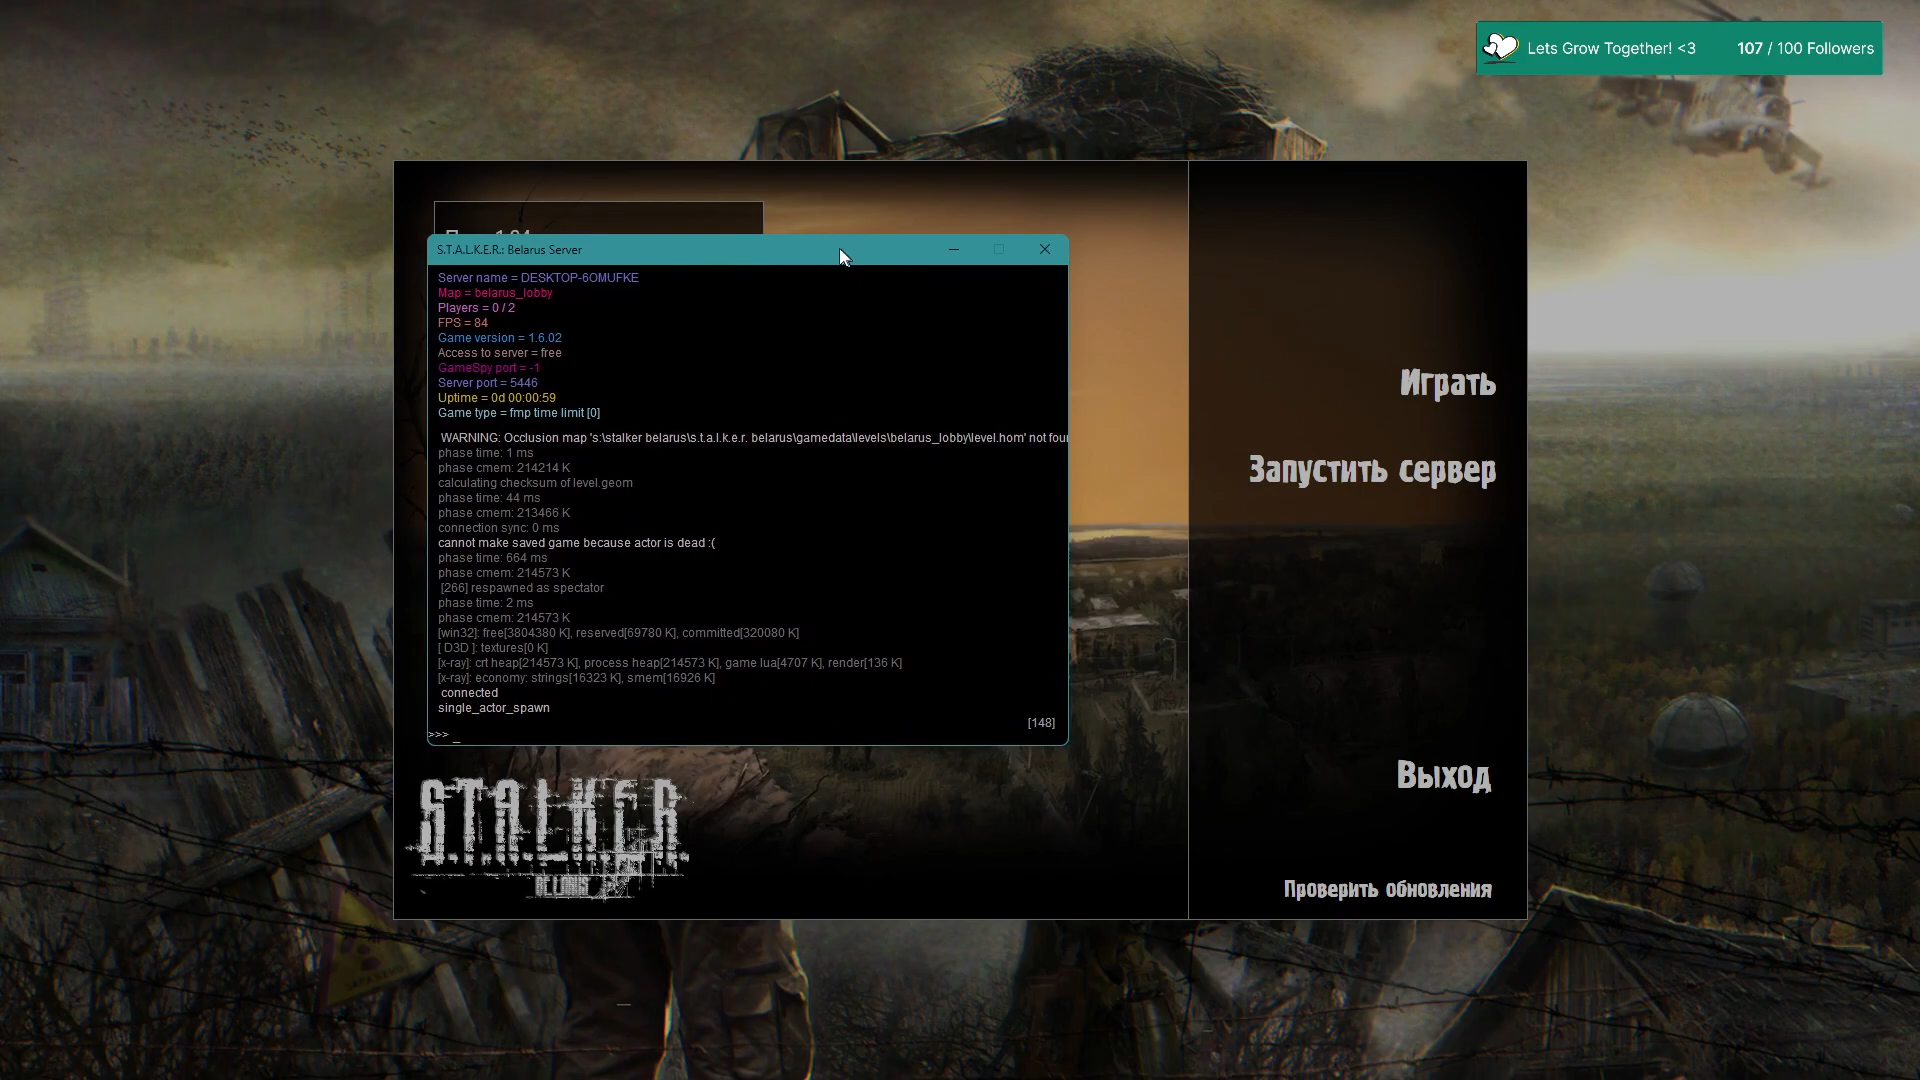 Lets Grow Together! <3 107 / 100 Followers
S.T.A.L.K.E.R.: Belarus Server
Server name = DESKTOP-6OMUFKE
Map = belarus_lobby
Players = 0 / 2
FPS = 84
Game version = 1.6.02
Access to server = free
GameSpy port = -1
Server port = 5446
Uptime = 0d 00:00:59
Game type = fmp time limit [0]
WARNING: Occlusion map 's:\stalker belarus\s.t.a.l.k.e.r. belarus\gamedata\levels\belarus_lobby\level.hom' not
phase time: 1 ms
phase cmem: 214214 K
calculating checksum of level.geom
phase time: 44 ms
phase cmem: 213466 K
connection sync: 0 ms
cannot make saved game because actor is dead :(
phase time: 664 ms
phase cmem: 214573 K
[266] respawned as spectator
phase time: 2 ms
phase cmem: 214573 K
[win32]: free[3804380 K], reserved[69780 K], committed[320080 K]
[ D3D ]: textures[0 K]
[x-ray]: crt heap[214573 K], process heap[214573 K], game lua[4707 K], render[136 K]
[x-ray]: economy: strings[16323 K], smem[16926 K]
connected
single_actor_spawn
[148]
>>> _
Играть
Запустить сервер
Выход
Проверить обновления
S.T.A.L.K.E.R.
BELARUS